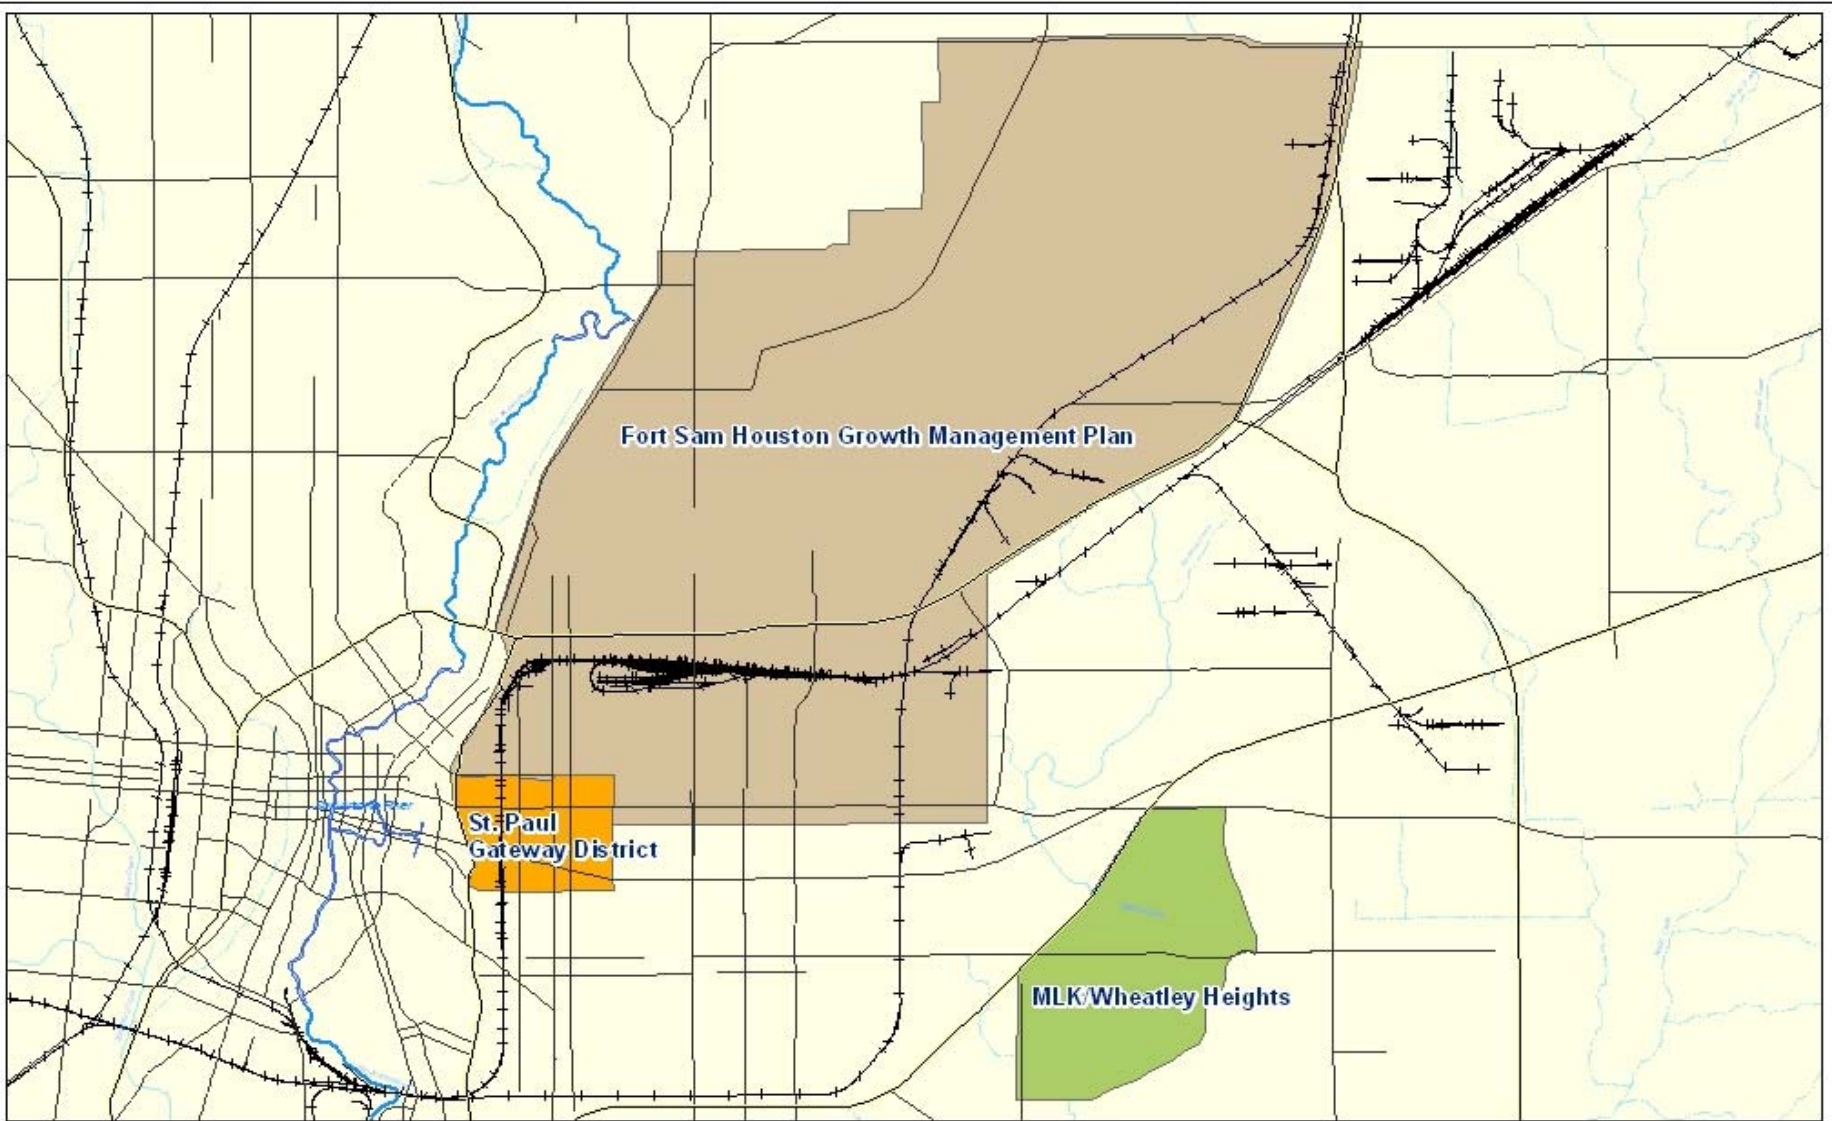 Fort Sam Houston Growth Management Plan
St. Paul
Gateway District
MLK/Wheatley Heights